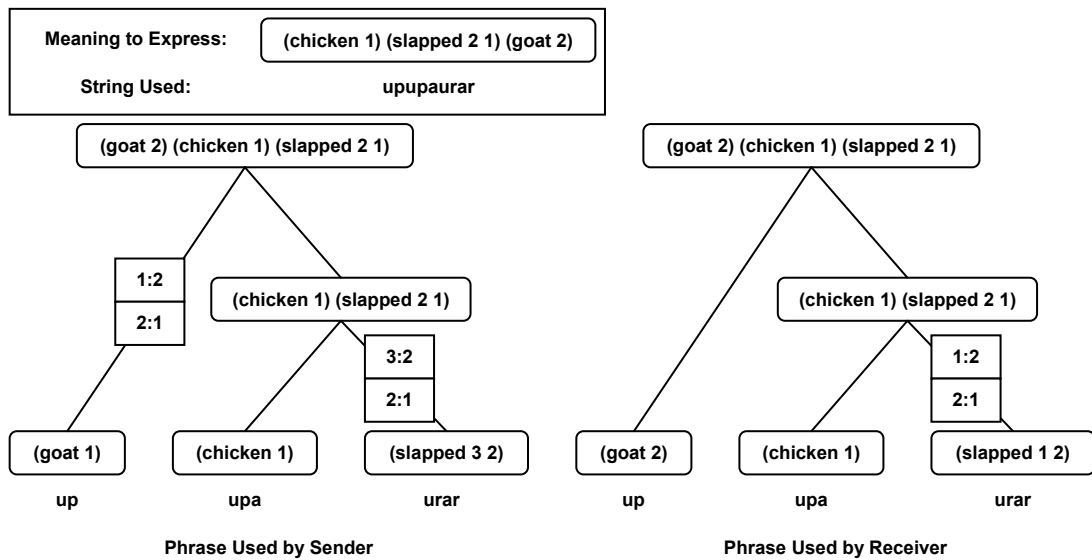 Meaning to Express: (chicken 1) (slapped 2 1) (goat 2)
String Used: upupaurar
(goat 2) (chicken 1) (slapped 2 1)
1:2
2:1
(chicken 1) (slapped 2 1)
3:2
2:1
(goat 1) (chicken 1) (slapped 3 2)
up upa urar
Phrase Used by Sender
(goat 2) (chicken 1) (slapped 2 1)
(chicken 1) (slapped 2 1)
1:2
2:1
(goat 2) (chicken 1) (slapped 1 2)
up upa urar
Phrase Used by Receiver